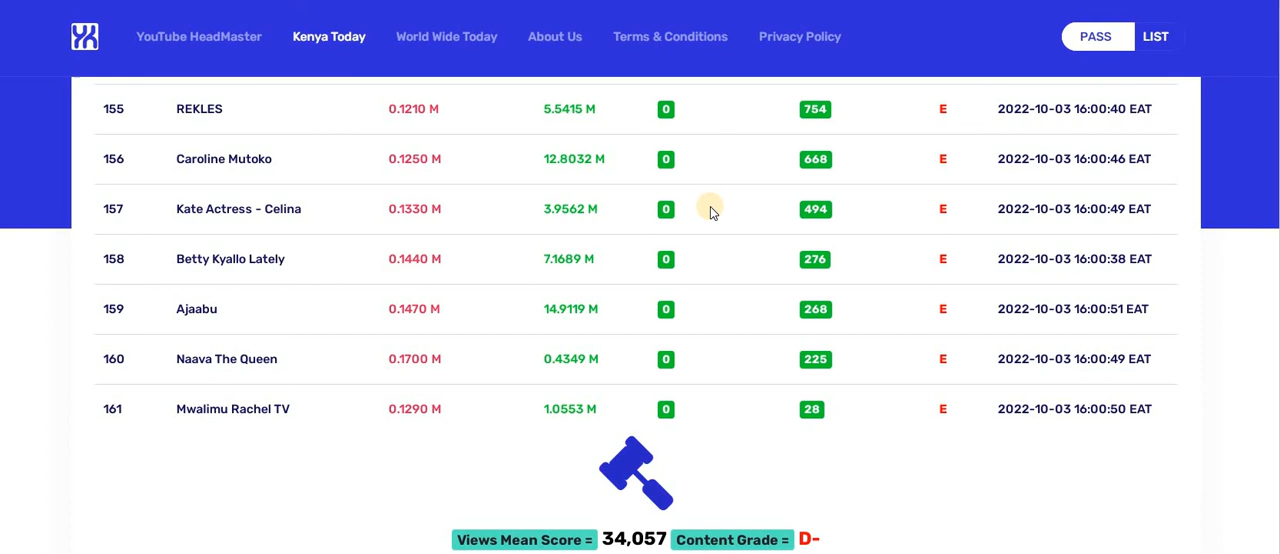 YouTube HeadMaster Kenya Today World Wide Today About Us Terms & Conditions Privacy Policy PASS LIST
155 REKLES 0.1210 M 5.5415 M 0 754 E 2022-10-03 16:00:40 EAT
156 Caroline Mutoko 0.1250 M 12.8032 M 0 668 E 2022-10-03 16:00:46 EAT
157 Kate Actress - Celina 0.1330 M 3.9562 M 0 494 E 2022-10-03 16:00:49 EAT
158 Betty Kyallo Lately 0.1440 M 7.1689 M 0 276 E 2022-10-03 16:00:38 EAT
159 Ajaabu 0.1470 M 14.9119 M 0 268 E 2022-10-03 16:00:51 EAT
160 Naava The Queen 0.1700 M 0.4349 M 0 225 E 2022-10-03 16:00:49 EAT
161 Mwalimu Rachel TV 0.1290 M 1.0553 M 0 28 E 2022-10-03 16:00:50 EAT
Views Mean Score = 34,057 Content Grade = D-